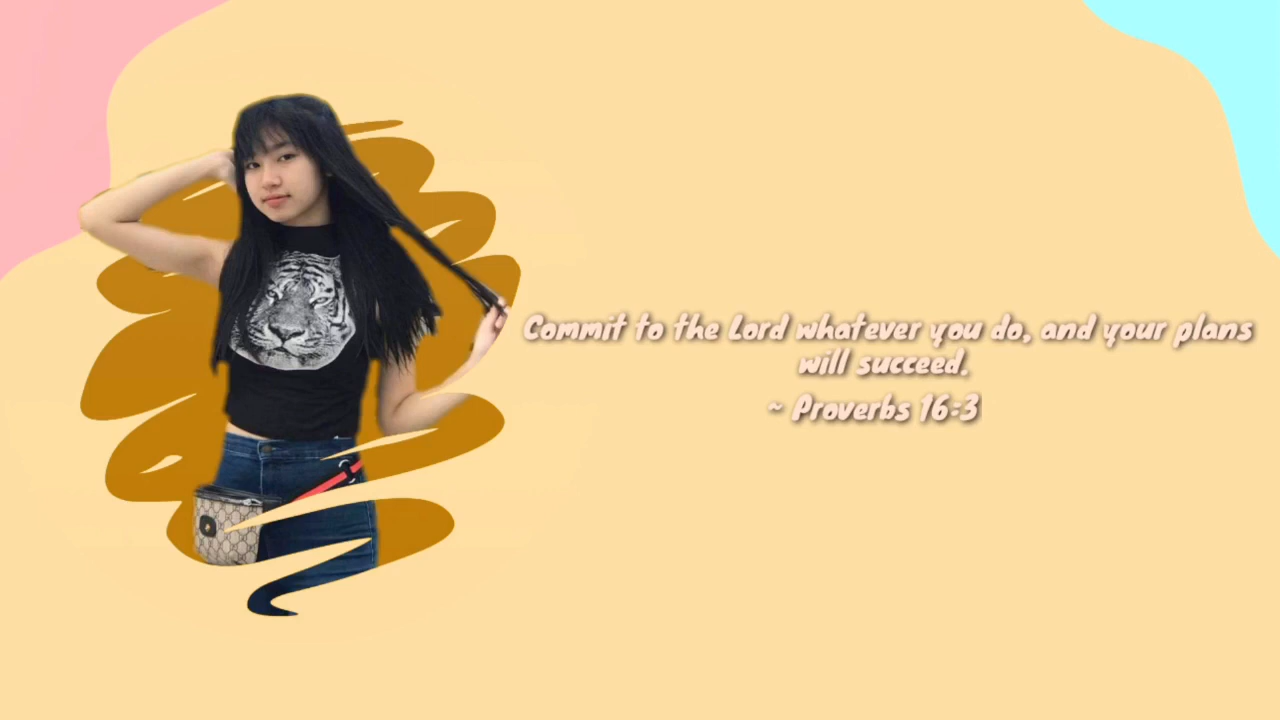 Commit to the Lord whatever you do, and your plans
will succeed.
~ Proverbs 16:3